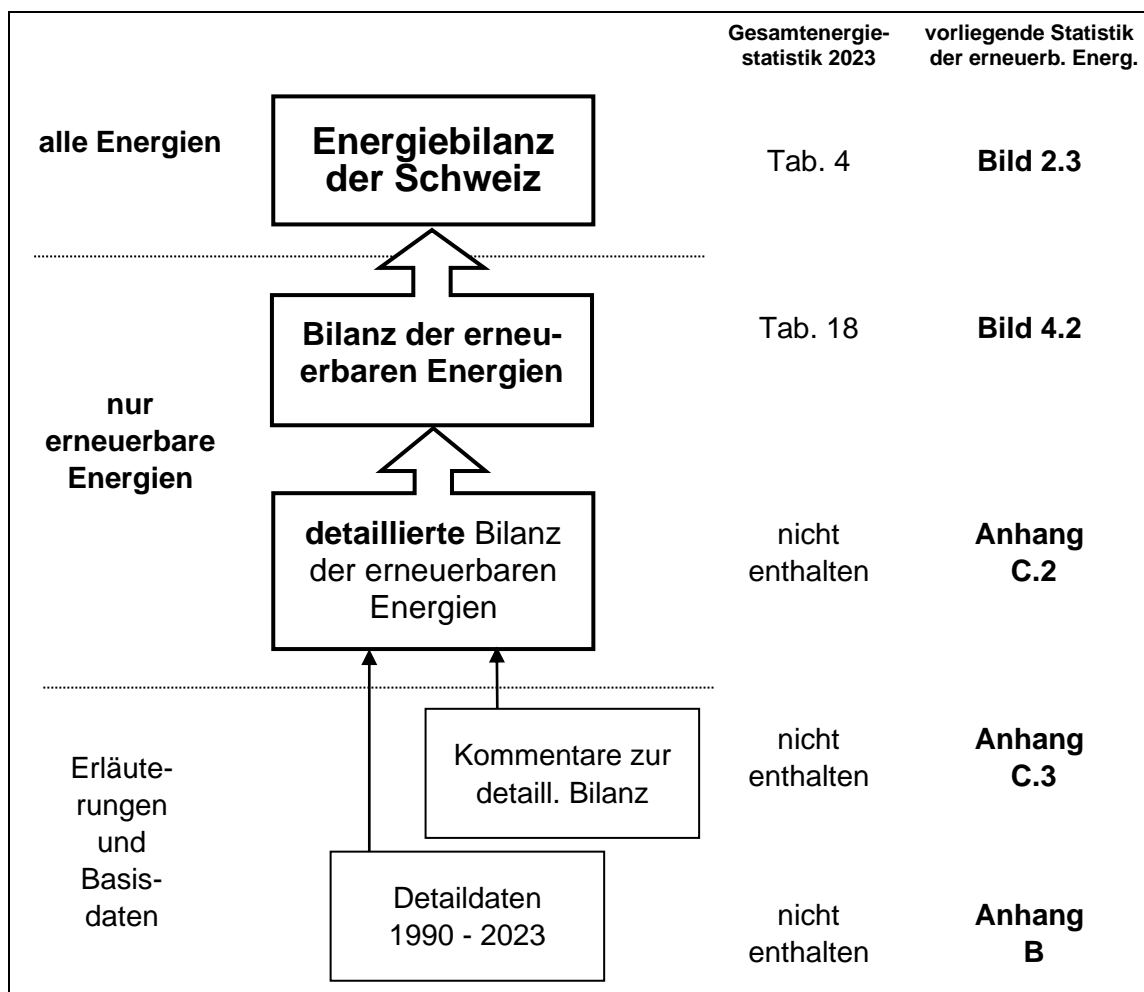 Gesamtenergie-
statistik 2023
vorliegende Statistik
der erneuerb. Energ.
alle Energien
Energiebilanz
der Schweiz
Tab. 4
Bild 2.3
Bilanz der erneu-
erbaren Energien
Tab. 18
Bild 4.2
nur
erneuerbare
Energien
detaillierte Bilanz
der erneuerbaren
Energien
nicht
enthalten
Anhang
C.2
Erläute-
rungen
und
Basis-
daten
Kommentare zur
detaill. Bilanz
nicht
enthalten
Anhang
C.3
Detaildaten
1990 - 2023
nicht
enthalten
Anhang
B